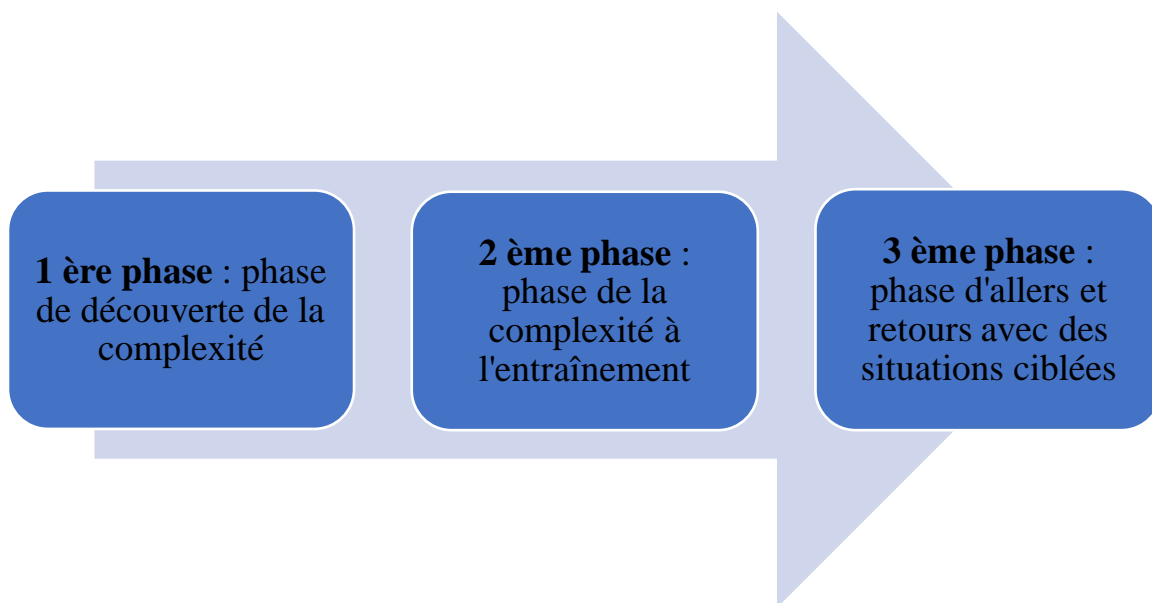 1 ère phase : phase
de découverte de la
complexité
2 ème phase :
phase de la
complexité à
l'entraînement
3 ème phase :
phase d'allers et
retours avec des
situations ciblées